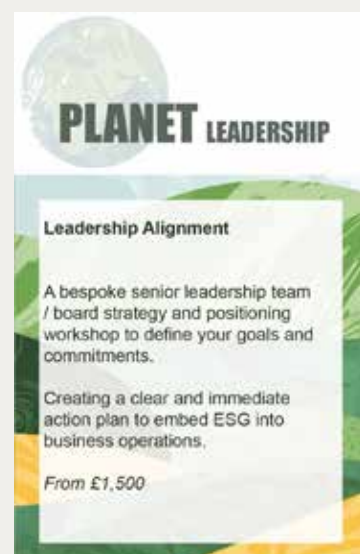 PLANET LEADERSHIP
Leadership Alignment
A bespoke senior leadership team
/ board strategy and positioning
workshop to define your goals and
commitments.
Creating a clear and immediate
action plan to embed ESG into
business operations.
From £1,500